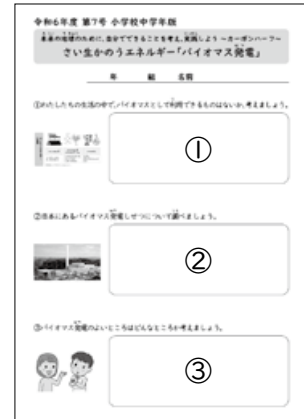 令和6年度 第7号 小学校中学年版
未来の地球のために、自分でできることを考え、実践しよう ～カーボンハーフ～
さい生かのうエネルギー「バイオマス発電」
年 組 名前
①わたしたちの生活の中で、バイオマスとして利用できるものはないか、考えましょう。
①
②日本にあるバイオマス発電しせつについて調べましょう。
②
③バイオマス発電のよいところはどんなところか考えましょう。
③